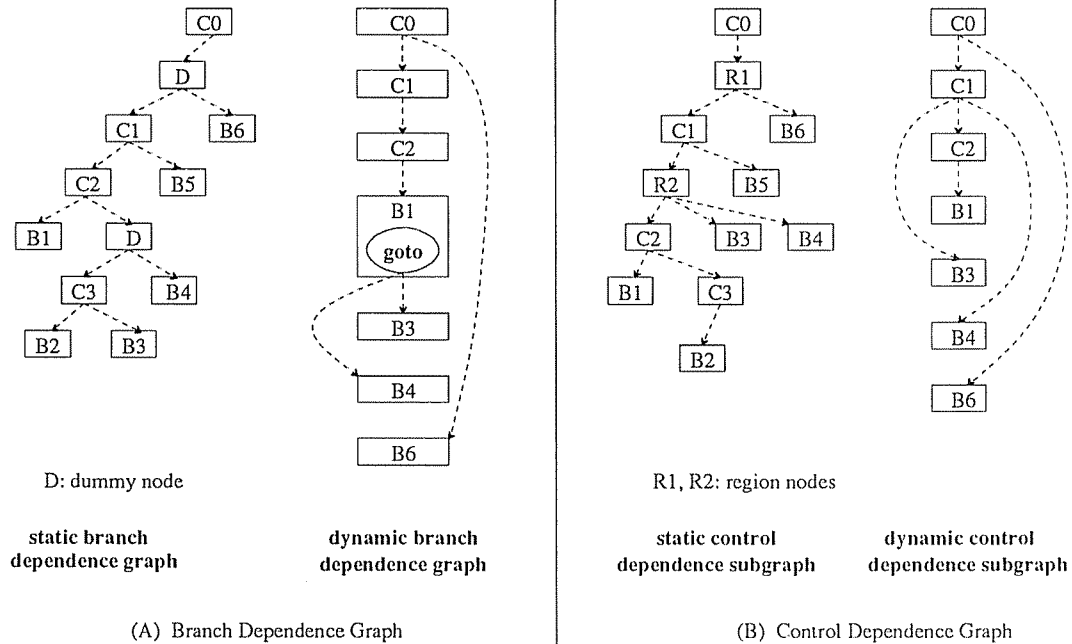 C0
D
C1
B6
C2
B5
B1
D
C3
B4
B2
B3
D: dummy node
static branch
dependence graph
C0
C1
C2
B1
goto
B3
B4
B6
dynamic branch
dependence graph
(A) Branch Dependence Graph
C0
R1
C1
B6
R2
B5
C2
B3
B4
B1
C3
B2
R1, R2: region nodes
static control
dependence subgraph
C0
C1
C2
B1
B3
B4
B6
dynamic control
dependence subgraph
(B) Control Dependence Graph